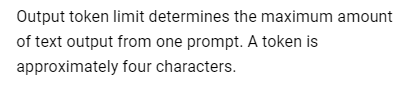 Output token limit determines the maximum amount
of text output from one prompt. A token is
approximately four characters.